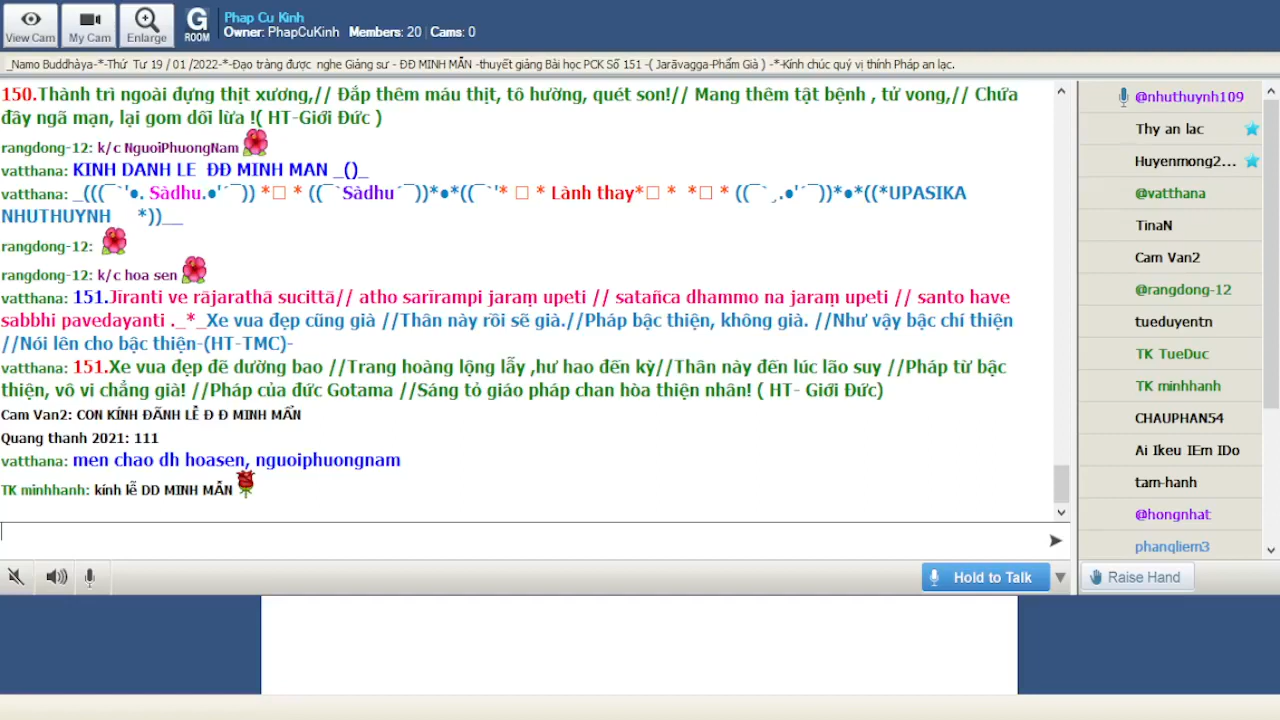 Phap Cu Kinh
Owner: PhapCuKinh Members: 20 Cams: 0
View Cam My Cam Enlarge G ROOM
_Namo Buddhàya-*-Thứ Tư 19 / 01 /2022-*-Đạo tràng được nghe Giảng sư - ĐĐ MINH MẪN -thuyết giảng Bài học PCK Số 151 -( Jarāvagga-Phẩm Già ) -*-Kính chúc quý vị thính Pháp an lạc.
150.Thành trì ngoài đựng thịt xương,// Đắp thêm máu thịt, tô hường, quét son!// Mang thêm tật bệnh , tử vong,// Chứa
đầy ngã mạn, lại gom dối lừa !( HT-Giới Đức )
rangdong-12: k/c NguoiPhuongNam
vatthana: KINH DANH LE ĐĐ MINH MAN _()_
vatthana: _(((¯`'●. Sàdhu.●'´¯)) *□ * ((¯`Sàdhu´¯))*●*((¯`'* □ * Lành thay*□ * *□ * ((¯`¸.●'´¯))*●*((*UPASIKA
NHUTHUYNH *))__
rangdong-12:
rangdong-12: k/c hoa sen
vatthana: 151.Jīranti ve rājarathā sucittā// atho sarīrampi jaraṃ upeti // satañca dhammo na jaraṃ upeti // santo have
sabbhi pavedayanti ._*_Xe vua đẹp cũng già //Thân này rồi sẽ già.//Pháp bậc thiện, không già. //Như vậy bậc chí thiện
//Nói lên cho bậc thiện-(HT-TMC)-
vatthana: 151.Xe vua đẹp đẽ dường bao //Trang hoàng lộng lẫy ,hư hao đến kỳ//Thân này đến lúc lão suy //Pháp từ bậc
thiện, vô vi chẳng già! //Pháp của đức Gotama //Sáng tỏ giáo pháp chan hòa thiện nhân! ( HT- Giới Đức)
Cam Van2: CON KÍNH ĐÃNH LỄ Đ Đ MINH MẪN
Quang thanh 2021: 111
vatthana: men chao dh hoasen, nguoiphuongnam
TK minhhanh: kính lễ DD MINH MẪN
@nhuthuynh109
Thy an lac
Huyenmong2...
@vatthana
TinaN
Cam Van2
@rangdong-12
tueduyentn
TK TueDuc
TK minhhanh
CHAUPHAN54
Ai Ikeu IEm IDo
tam-hanh
@hongnhat
phanqliem3
Hold to Talk
Raise Hand